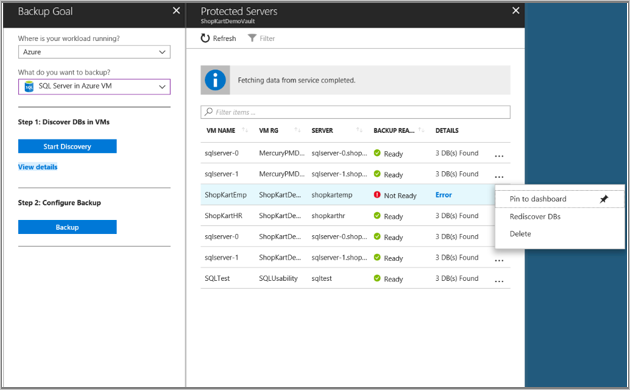 Backup Goal
Where is your workload running?
Azure
What do you want to backup?
SQL Server in Azure VM
Step 1: Discover DBs in VMs
Start Discovery
View details
Step 2: Configure Backup
Backup
Protected Servers
ShopKartDemoVault
Refresh Filter
Fetching data from service completed.
Filter items ...
VM NAME VM RG SERVER BACKUP REA... DETAILS
sqlserver-0 MercuryPMD... sqlserver-0.shop... Ready 3 DB(s) Found ...
sqlserver-1 MercuryPMD... sqlserver-1.shop... Ready 3 DB(s) Found ...
ShopKartEmp ShopKartDe... shopkartemp Not Ready Error
ShopKartHR ShopKartDe... shopkarthr Ready 3 DB(s) Found
sqlserver-0 ShopKartDe... sqlserver-0.shop... Ready 3 DB(s) Found
sqlserver-1 ShopKartDe... sqlserver-1.shop... Ready 3 DB(s) Found ...
SQLTest SQLUsability sqltest Ready 3 DB(s) Found ...
Pin to dashboard
Rediscover DBs
Delete